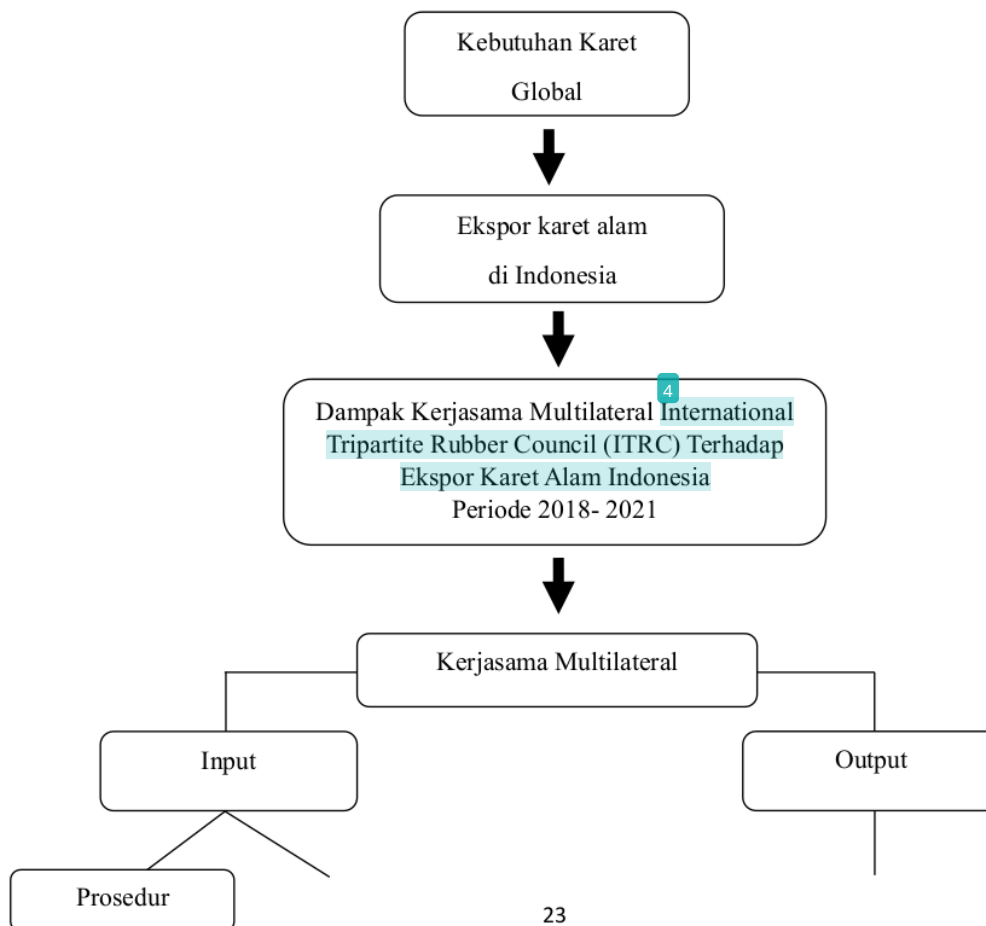 Kebutuhan Karet
Global
Ekspor karet alam
di Indonesia
4
Dampak Kerjasama Multilateral International
Tripartite Rubber Council (ITRC) Terhadap
Ekspor Karet Alam Indonesia
Periode 2018- 2021
Kerjasama Multilateral
Input
Output
Prosedur
23